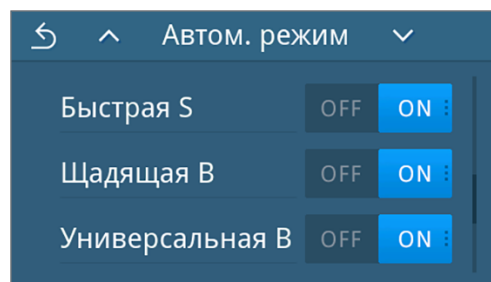 Автом. режим
Быстрая S OFF ON
Щадящая B OFF ON
Универсальная B OFF ON